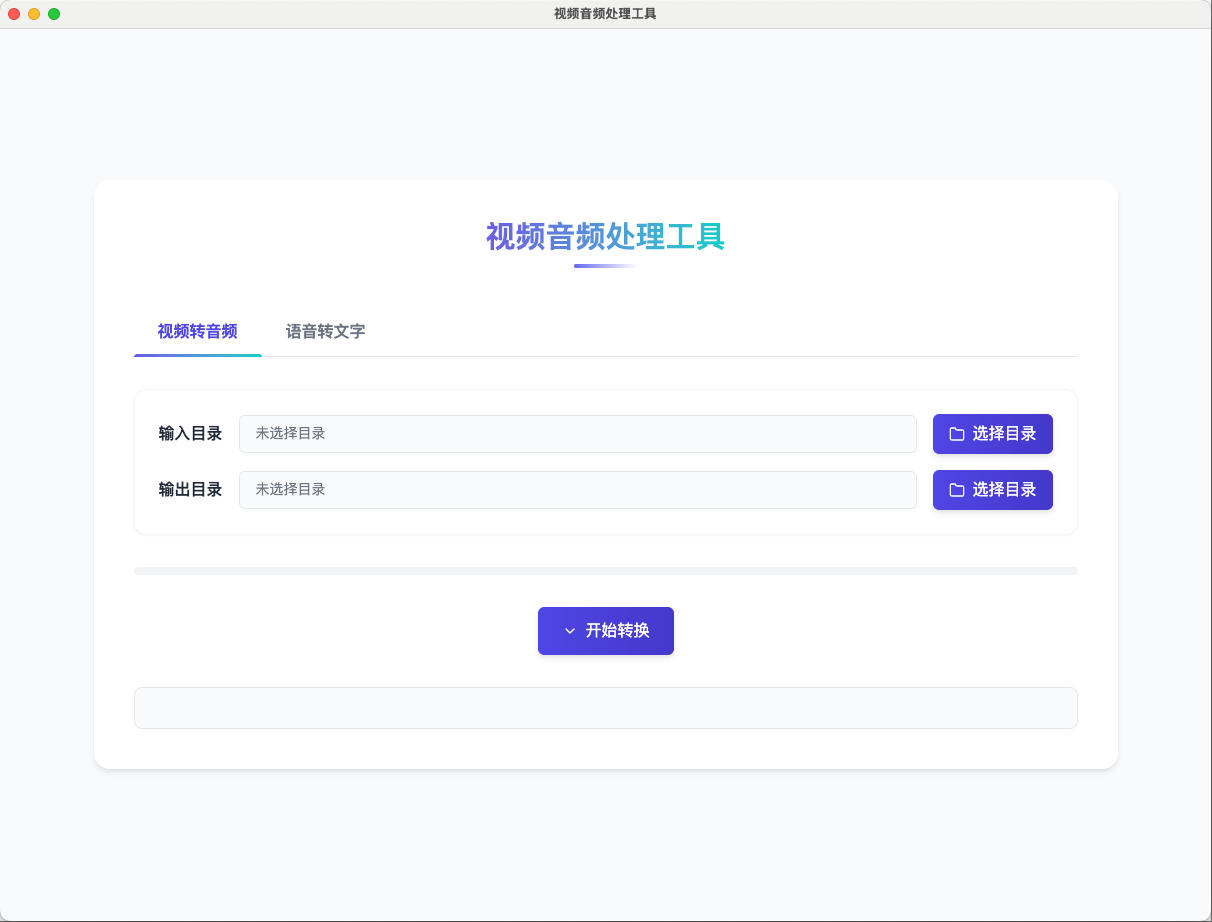 视频音频处理工具
视频音频处理工具
视频转音频 语音转文字
输入目录 未选择目录 选择目录
输出目录 未选择目录 选择目录
开始转换